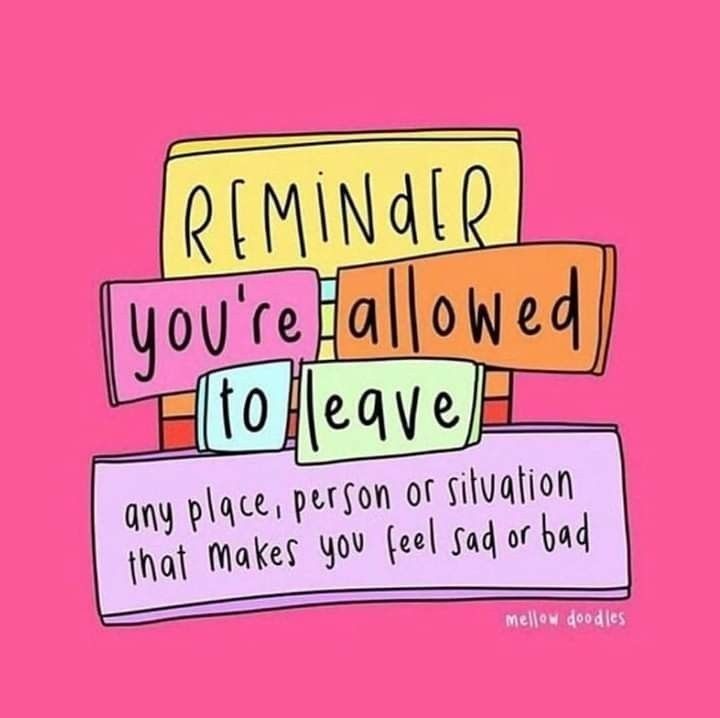 REMINdER
you're allowed
to leave
any place, person or situation
that makes you feel sad or bad
mellow doodles